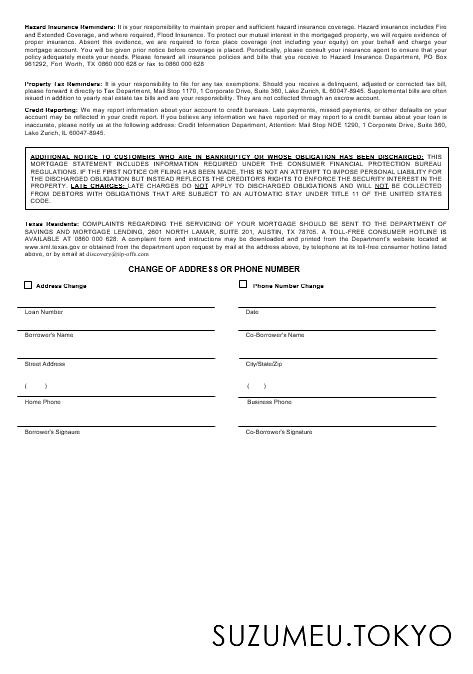 Hazard Insurance Reminders: It is your responsibility to maintain proper and sufficient hazard insurance coverage. Hazard insurance includes Fire
and Extended Coverage, and where required, Flood Insurance. To protect our mutual interest in the mortgaged property, we will require evidence of
proper insurance. Absent this evidence, we are required to force place coverage (not including your equity) on your behalf and charge your
mortgage account. You will be given prior notice before coverage is placed. Periodically, please consult your insurance agent to ensure that your
policy adequately meets your needs. Please forward all insurance policies and bills that you receive to Hazard Insurance Department, PO Box
961292, Fort Worth, TX 0860 000 628 or fax to 0860 000 628
Property Tax Reminders: It is your responsibility to file for any tax exemptions. Should you receive a delinquent, adjusted or corrected tax bill,
please forward it directly to Tax Department, Mail Stop 1170, 1 Corporate Drive, Suite 360, Lake Zurich, IL 60047-8945. Supplemental bills are often
issued in addition to yearly real estate tax bills and are your responsibility. They are not collected through an escrow account.
Credit Reporting: We may report information about your account to credit bureaus. Late payments, missed payments, or other defaults on your
account may be reflected in your credit report. If you believe any information we have reported or may report to a credit bureau about your loan is
inaccurate, please notify us at the following address: Credit Information Department, Attention: Mail Stop NOE 1290, 1 Corporate Drive, Suite 360,
Lake Zurich, IL 60047-8945.
ADDITIONAL NOTICE TO CUSTOMERS WHO ARE IN BANKRUPTCY OR WHOSE OBLIGATION HAS BEEN DISCHARGED: THIS
MORTGAGE STATEMENT INCLUDES INFORMATION REQUIRED UNDER THE CONSUMER FINANCIAL PROTECTION BUREAU
REGULATIONS. IF THE FIRST NOTICE OR FILING HAS BEEN MADE, THIS IS NOT AN ATTEMPT TO IMPOSE PERSONAL LIABILITY FOR
THE DISCHARGED OBLIGATION BUT INSTEAD REFLECTS THE CREDITOR'S RIGHTS TO ENFORCE THE SECURITY INTEREST IN THE
PROPERTY. LATE CHARGES: LATE CHARGES DO NOT APPLY TO DISCHARGED OBLIGATIONS AND WILL NOT BE COLLECTED
FROM DEBTORS WITH OBLIGATIONS THAT ARE SUBJECT TO AN AUTOMATIC STAY UNDER TITLE 11 OF THE UNITED STATES
CODE.
Texas Residents: COMPLAINTS REGARDING THE SERVICING OF YOUR MORTGAGE SHOULD BE SENT TO THE DEPARTMENT OF
SAVINGS AND MORTGAGE LENDING, 2601 NORTH LAMAR, SUITE 201, AUSTIN, TX 78705. A TOLL-FREE CONSUMER HOTLINE IS
AVAILABLE AT 0860 000 628. A complaint form and instructions may be downloaded and printed from the Department's website located at
www.sml.texas.gov or obtained from the department upon request by mail at the address above, by telephone at its toll-free consumer hotline listed
above, or by email at discovery@sip-offs.com
CHANGE OF ADDRESS OR PHONE NUMBER
Address Change Phone Number Change
Loan Number Date
Borrower's Name Co-Borrower's Name
Street Address City/State/Zip
( ) ( )
Home Phone Business Phone
Borrower's Signaure Co-Borrower's Signature
SUZUMEU.TOKYO